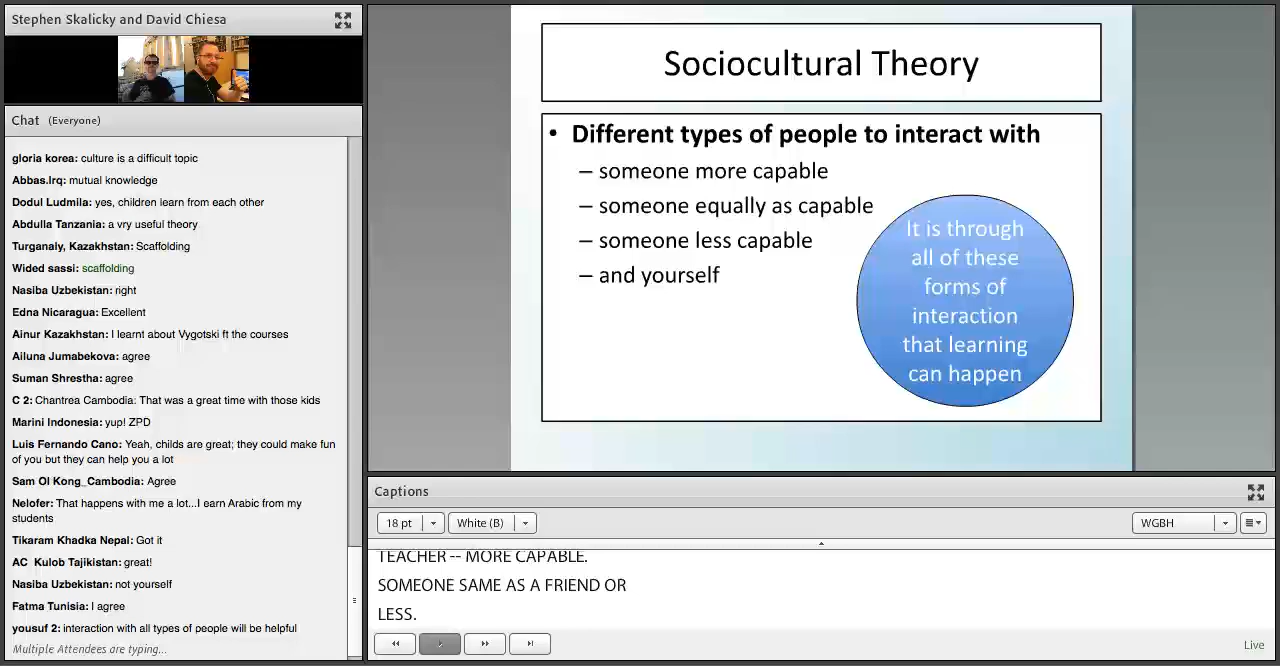 Stephen Skalicky and David Chiesa
Chat (Everyone)
gloria korea: culture is a difficult topic
Abbas.Irq: mutual knowledge
Dodul Ludmila: yes, children learn from each other
Abdulla Tanzania: a vry useful theory
Turganaly, Kazakhstan: Scaffolding
Wided sassi: scaffolding
Nasiba Uzbekistan: right
Edna Nicaragua: Excellent
Ainur Kazakhstan: I learnt about Vygotski ft the courses
Ailuna Jumabekova: agree
Suman Shrestha: agree
C 2: Chantrea Cambodia: That was a great time with those kids
Marini Indonesia: yup! ZPD
Luis Fernando Cano: Yeah, childs are great; they could make fun
of you but they can help you a lot
Sam Ol Kong_Cambodia: Agree
Nelofer: That happens with me a lot...I earn Arabic from my
students
Tikaram Khadka Nepal: Got it
AC Kulob Tajikistan: great!
Nasiba Uzbekistan: not yourself
Fatma Tunisia: I agree
yousuf 2: interaction with all types of people will be helpful
Multiple Attendees are typing...
Sociocultural Theory
• Different types of people to interact with
– someone more capable
– someone equally as capable
– someone less capable
– and yourself
It is through
all of these
forms of
interaction
that learning
can happen
Captions
18 pt
White (B)
WGBH
TEACHER -- MORE CAPABLE.
SOMEONE SAME AS A FRIEND OR
LESS.
Live